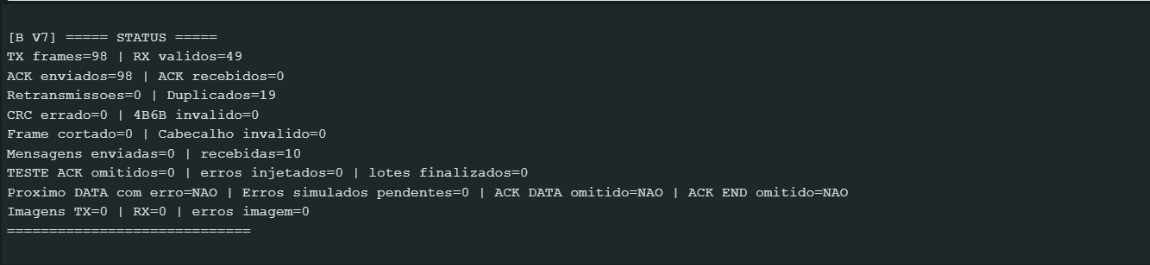 [B V7] ===== STATUS =====
TX frames=98 | RX validos=49
ACK enviados=98 | ACK recebidos=0
Retransmissoes=0 | Duplicados=19
CRC errado=0 | 4B6B invalido=0
Frame cortado=0 | Cabecalho invalido=0
Mensagens enviadas=0 | recebidas=10
TESTE ACK omitidos=0 | erros injetados=0 | lotes finalizados=0
Proximo DATA com erro=NAO | Erros simulados pendentes=0 | ACK DATA omitido=NAO | ACK END omitido=NAO
Imagens TX=0 | RX=0 | erros imagem=0
=============================